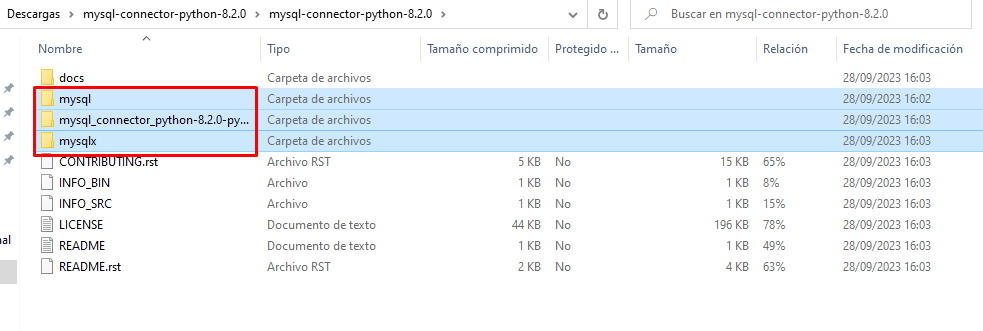 Descargas > mysql-connector-python-8.2.0 > mysql-connector-python-8.2.0 > Buscar en mysql-connector-python-8.2.0
Nombre Tipo Tamaño comprimido Protegido ... Tamaño Relación Fecha de modificación
docs Carpeta de archivos 28/09/2023 16:03
mysql Carpeta de archivos 28/09/2023 16:02
mysql_connector_python-8.2.0-py... Carpeta de archivos 28/09/2023 16:03
mysqlx Carpeta de archivos 28/09/2023 16:03
CONTRIBUTING.rst Archivo RST 5 KB No 15 KB 65% 28/09/2023 16:03
INFO_BIN Archivo 1 KB No 1 KB 8% 28/09/2023 16:03
INFO_SRC Archivo 1 KB No 1 KB 15% 28/09/2023 16:03
LICENSE Documento de texto 44 KB No 196 KB 78% 28/09/2023 16:03
nal README Documento de texto 1 KB No 1 KB 49% 28/09/2023 16:03
README.rst Archivo RST 2 KB No 4 KB 63% 28/09/2023 16:03